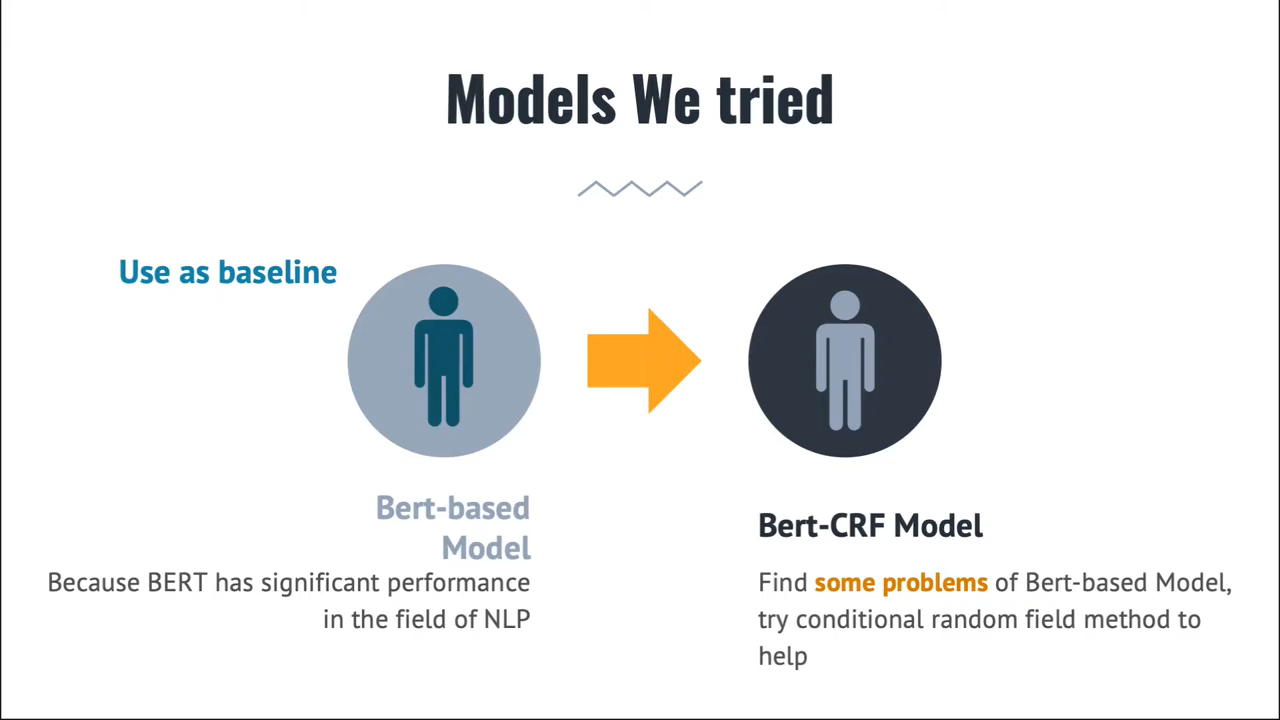 Models We tried
Use as baseline
Bert-based
Model
Because BERT has significant performance
in the field of NLP
Bert-CRF Model
Find some problems of Bert-based Model,
try conditional random field method to
help